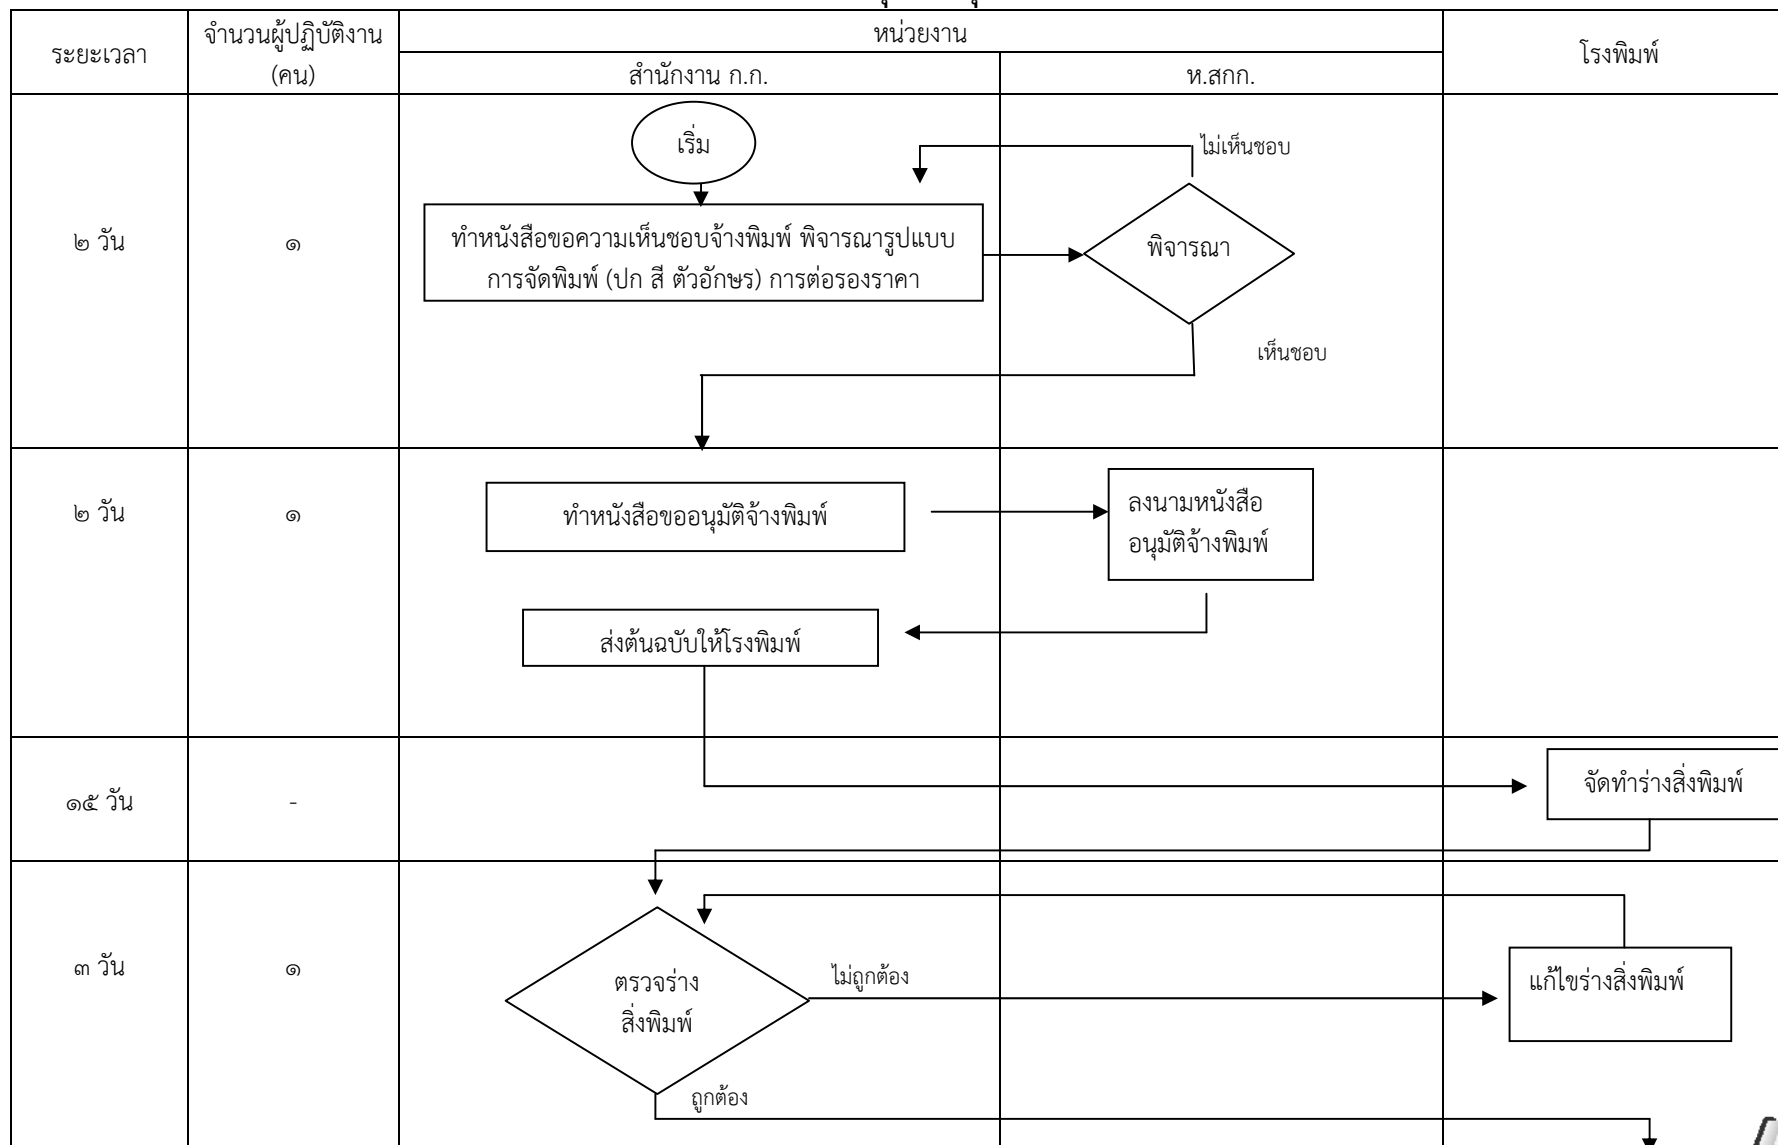 ระยะเวลา
จำนวนผู้ปฏิบัติงาน
(คน)
หน่วยงาน
โรงพิมพ์
สำนักงาน ก.ก.
ห.สกก.
เริ่ม
ไม่เห็นชอบ
๒ วัน
๑
ทำหนังสือขอความเห็นชอบจ้างพิมพ์ พิจารณารูปแบบ
การจัดพิมพ์ (ปก สี ตัวอักษร) การต่อรองราคา
พิจารณา
เห็นชอบ
๒ วัน
๑
ทำหนังสือขออนุมัติจ้างพิมพ์
ลงนามหนังสือ
อนุมัติจ้างพิมพ์
ส่งต้นฉบับให้โรงพิมพ์
๑๕ วัน
-
จัดทำร่างสิ่งพิมพ์
๓ วัน
๑
ตรวจร่าง
สิ่งพิมพ์
ไม่ถูกต้อง
แก้ไขร่างสิ่งพิมพ์
ถูกต้อง